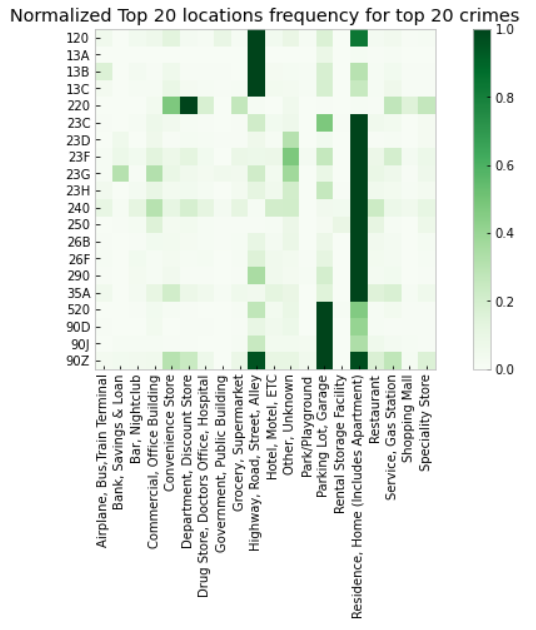 Normalized Top 20 locations frequency for top 20 crimes
120
13A
13B
13C
220
23C
23D
23F
23G
23H
240
250
26B
26F
290
35A
520
90D
90J
90Z
1.0
0.8
0.6
0.4
0.2
0.0
Airplane, Bus,Train Terminal
Bank, Savings & Loan
Bar, Nightclub
Commercial, Office Building
Convenience Store
Department, Discount Store
Drug Store, Doctors Office, Hospital
Government, Public Building
Grocery, Supermarket
Highway, Road, Street, Alley
Hotel, Motel, ETC
Other, Unknown
Park/Playground
Parking Lot, Garage
Rental Storage Facility
Residence, Home (Includes Apartment)
Restaurant
Service, Gas Station
Shopping Mall
Speciality Store